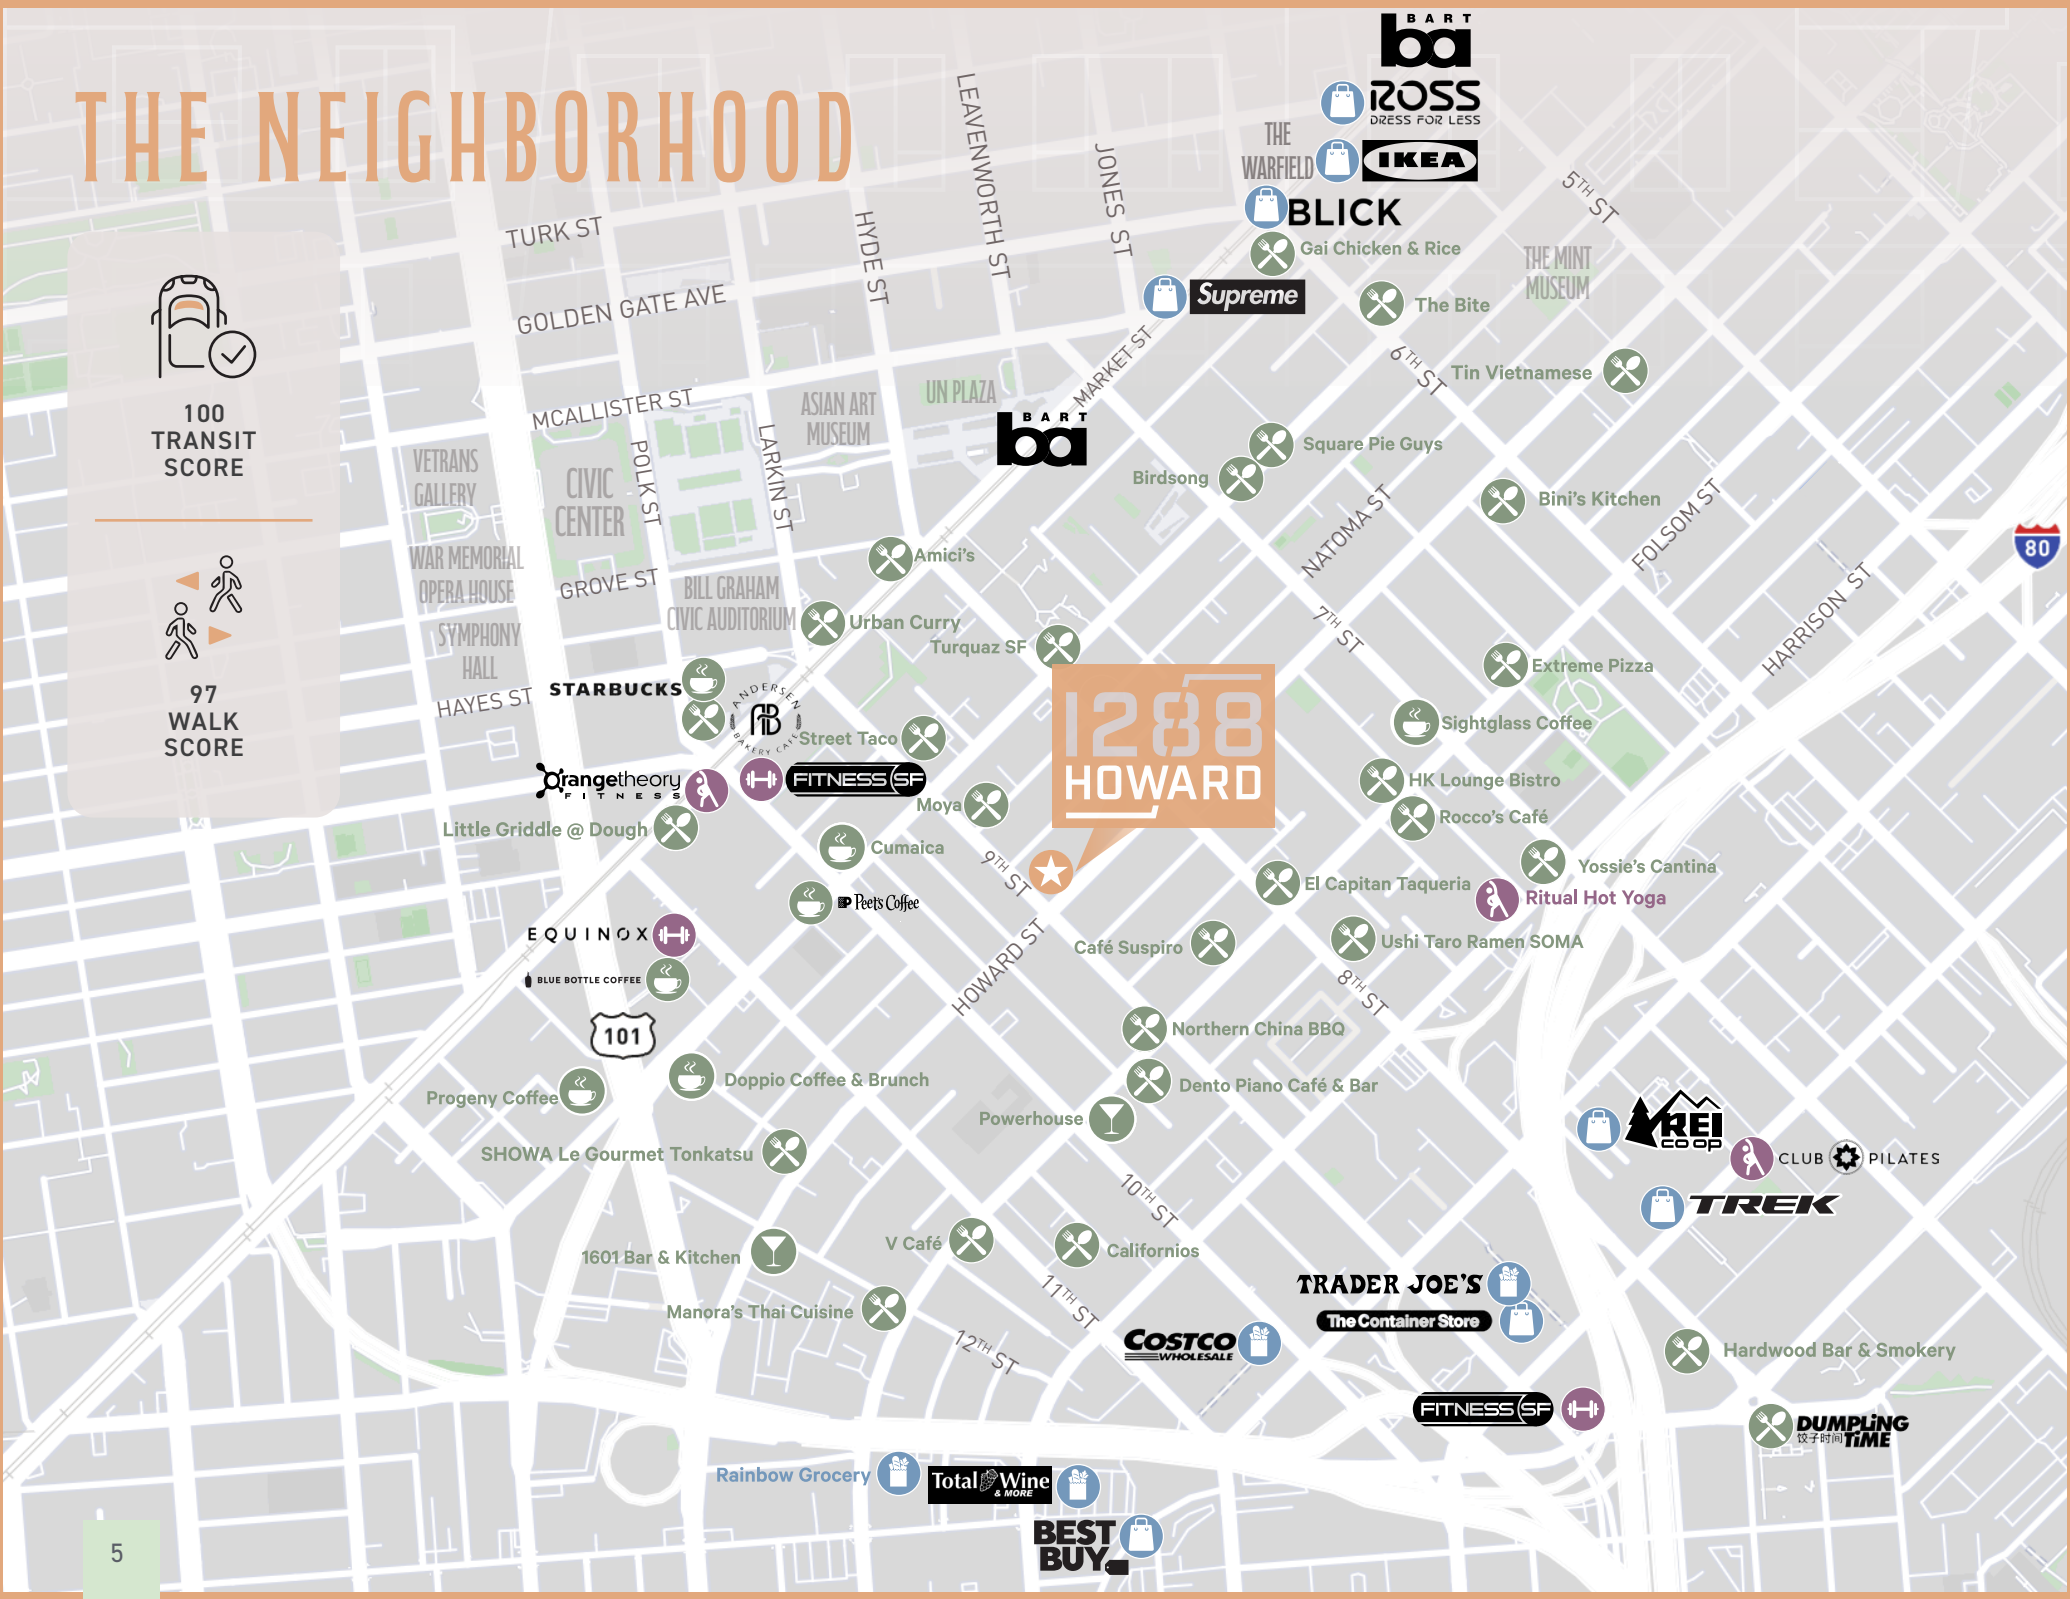 THE NEIGHBORHOOD
100
TRANSIT
SCORE
97
WALK
SCORE
BART
ba
ROSS
DRESS FOR LESS
THE
WARFIELD
IKEA
BLICK
Gai Chicken & Rice
Supreme
The Bite
THE MINT
MUSEUM
5TH ST
LEAVENWORTH ST
JONES ST
HYDE ST
TURK ST
GOLDEN GATE AVE
MARKET ST
6TH ST
Tin Vietnamese
MCALLISTER ST
ASIAN ART
MUSEUM
UN PLAZA
BART
ba
VETRANS
GALLERY
CIVIC
CENTER
POLK ST
LARKIN ST
Square Pie Guys
Birdsong
Bini's Kitchen
NATOMA ST
FOLSOM ST
80
HARRISON ST
WAR MEMORIAL
OPERA HOUSE
GROVE ST
BILL GRAHAM
CIVIC AUDITORIUM
Amici's
Urban Curry
Turquaz SF
7TH ST
SYMPHONY
HALL
HAYES ST
STARBUCKS
ANDERSEN
AB
BAKERY CAFE
Street Taco
1288
HOWARD
Extreme Pizza
Sightglass Coffee
orangetheory
FITNESS
FITNESS SF
Moya
HK Lounge Bistro
Rocco's Café
Little Griddle @ Dough
Cumaica
9TH ST
Yossie's Cantina
El Capitan Taqueria
Ritual Hot Yoga
Peet's Coffee
EQUINOX
HOWARD ST
Café Suspiro
Ushi Taro Ramen SOMA
BLUE BOTTLE COFFEE
8TH ST
101
Northern China BBQ
Progeny Coffee
Doppio Coffee & Brunch
Dento Piano Café & Bar
Powerhouse
REI
co op
CLUB PILATES
SHOWA Le Gourmet Tonkatsu
10TH ST
TREK
1601 Bar & Kitchen
V Café
Californios
TRADER JOE'S
The Container Store
Manora's Thai Cuisine
11TH ST
12TH ST
COSTCO
WHOLESALE
Hardwood Bar & Smokery
FITNESS SF
DUMPLiNG
饺子时间 TiME
Rainbow Grocery
Total Wine
& MORE
BEST
BUY
5